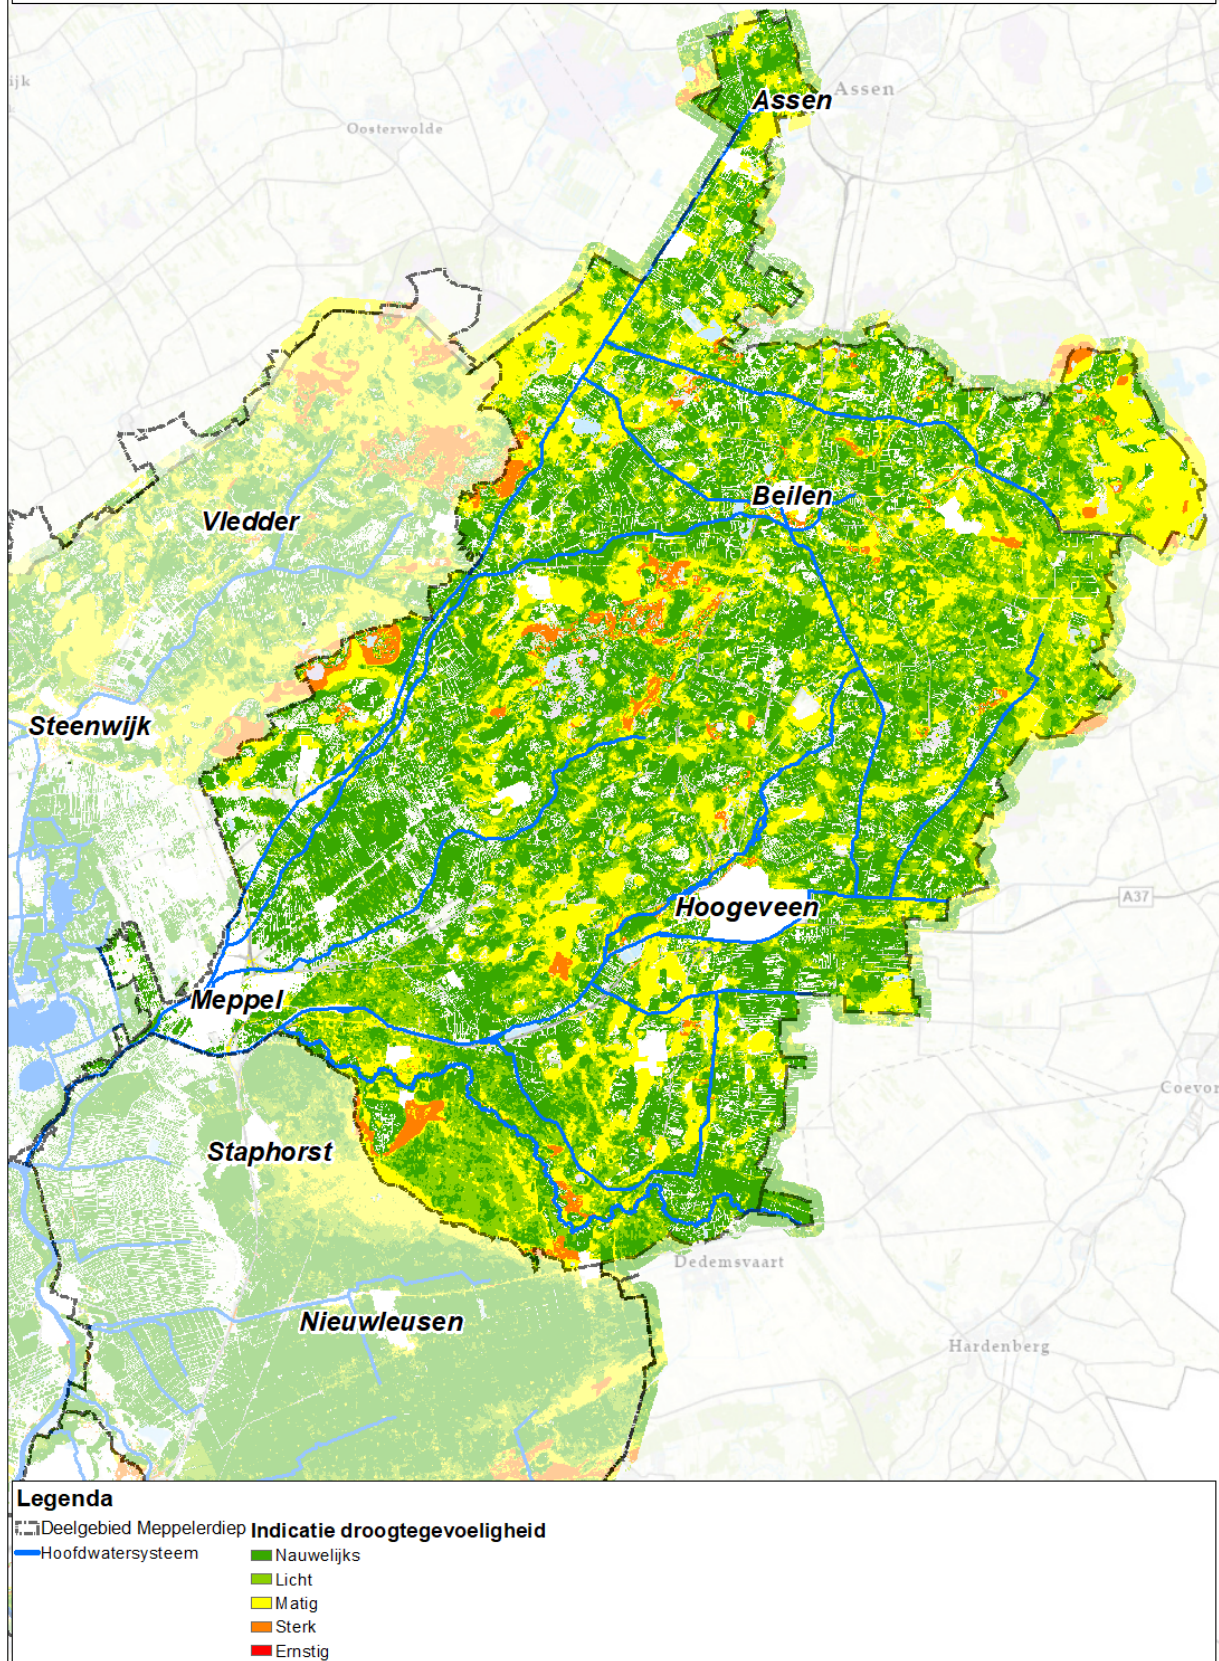 Assen
Assen
ijk
Oosterwolde
Beilen
Vledder
Steenwijk
A37
Hoogeveen
Meppel
Coevor
Staphorst
Dedemsvaart
Nieuwleusen
Hardenberg
Legenda
Deelgebied Meppelerdiep
Hoofdwatersysteem
Indicatie droogtegevoeligheid
Nauwelijks
Licht
Matig
Sterk
Ernstig